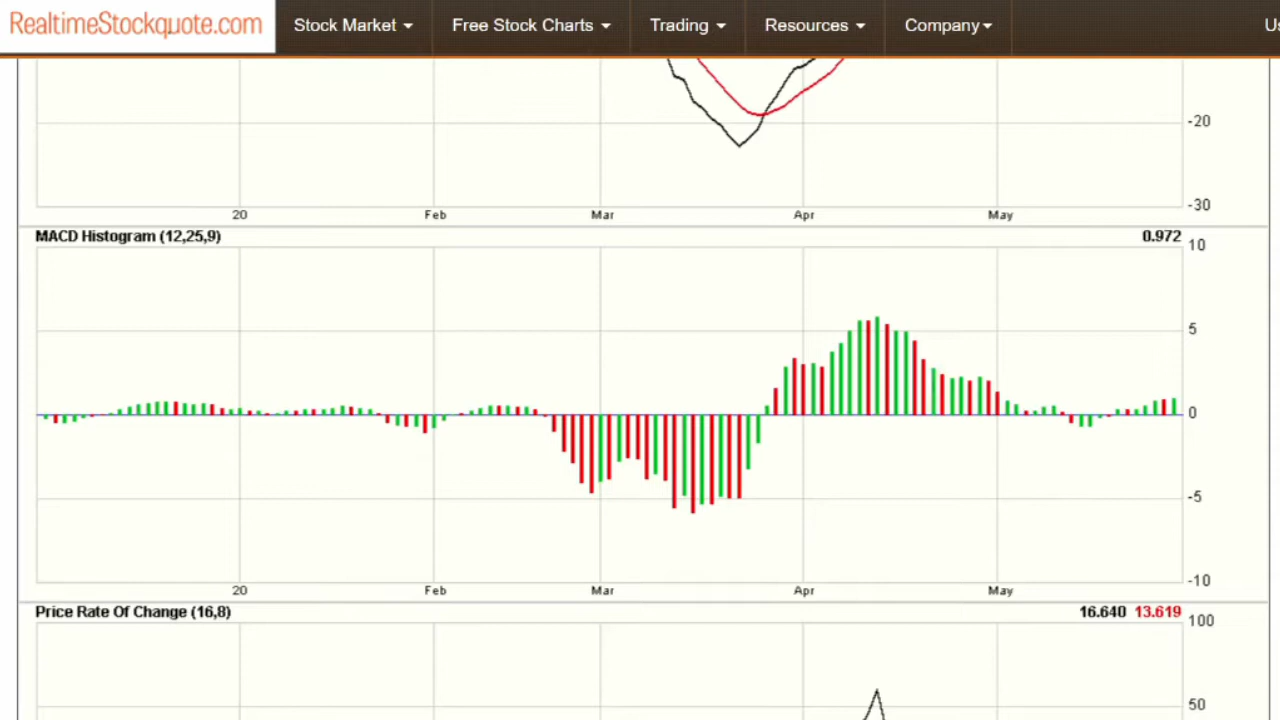 RealtimeStockquote.com Stock Market Free Stock Charts Trading Resources Company Us
-20
-30
20 Feb Mar Apr May
MACD Histogram (12,25,9) 0.972 10
5
0
-5
-10
20 Feb Mar Apr May
Price Rate Of Change (16,8) 16.640 13.619 100
50